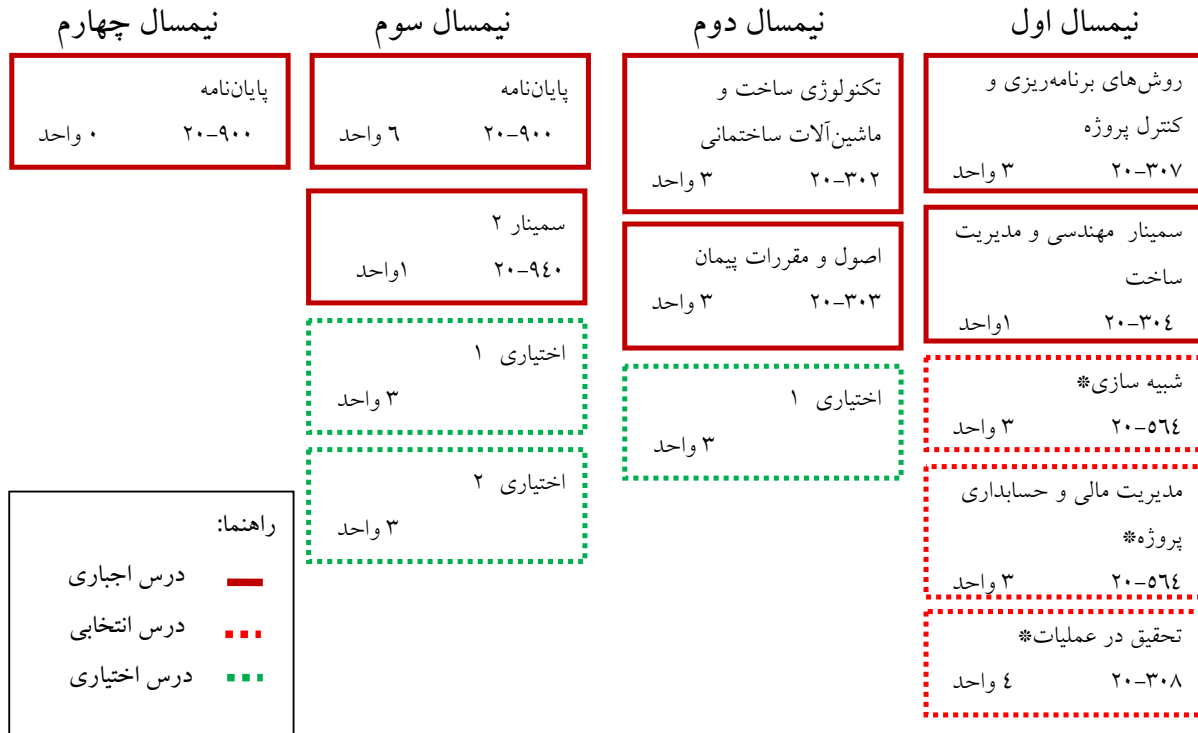 نیمسال اول
روش‌های برنامه‌ریزی و
کنترل پروژه
۲۰-۳۰۷ ۳ واحد
سمینار مهندسی و مدیریت
ساخت
۲۰-۳۰٤ ۱واحد
شبیه سازی*
۲۰-٥٦٤ ۳ واحد
مدیریت مالی و حسابداری
پروژه*
۲۰-٥٦٤ ۳ واحد
تحقیق در عملیات*
۲۰-۳۰۸ ٤ واحد
نیمسال دوم
تکنولوژی ساخت و
ماشین‌آلات ساختمانی
۲۰-۳۰۲ ۳ واحد
اصول و مقررات پیمان
۲۰-۳۰۳ ۳ واحد
اختیاری ۱
۳ واحد
نیمسال سوم
پایان‌نامه
۲۰-۹۰۰ ٦ واحد
سمینار ۲
۲۰-۹٤۰ ۱واحد
اختیاری ۱
۳ واحد
اختیاری ۲
۳ واحد
نیمسال چهارم
پایان‌نامه
۲۰-۹۰۰ ۰ واحد
راهنما:
درس اجباری
درس انتخابی
درس اختیاری